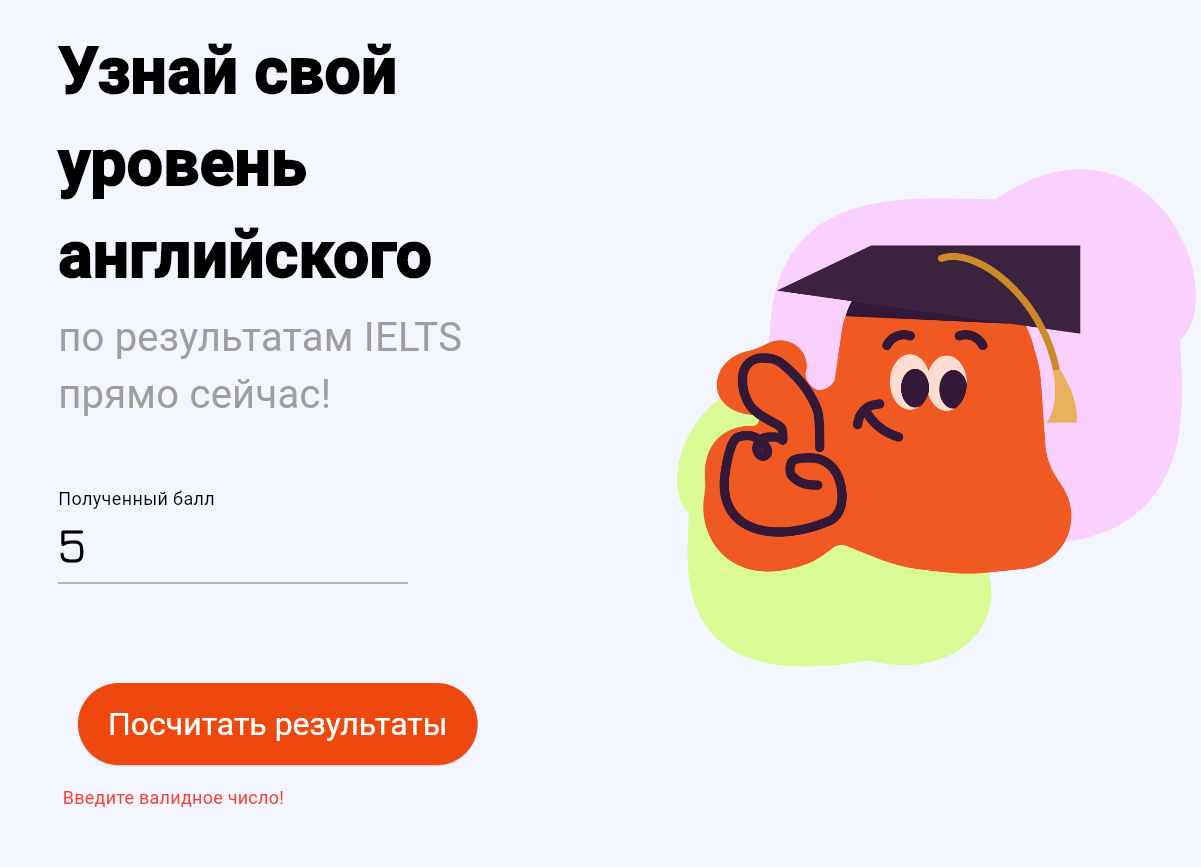 Узнай свой
уровень
английского
по результатам IELTS
прямо сейчас!
Полученный балл
5
Посчитать результаты
Введите валидное число!